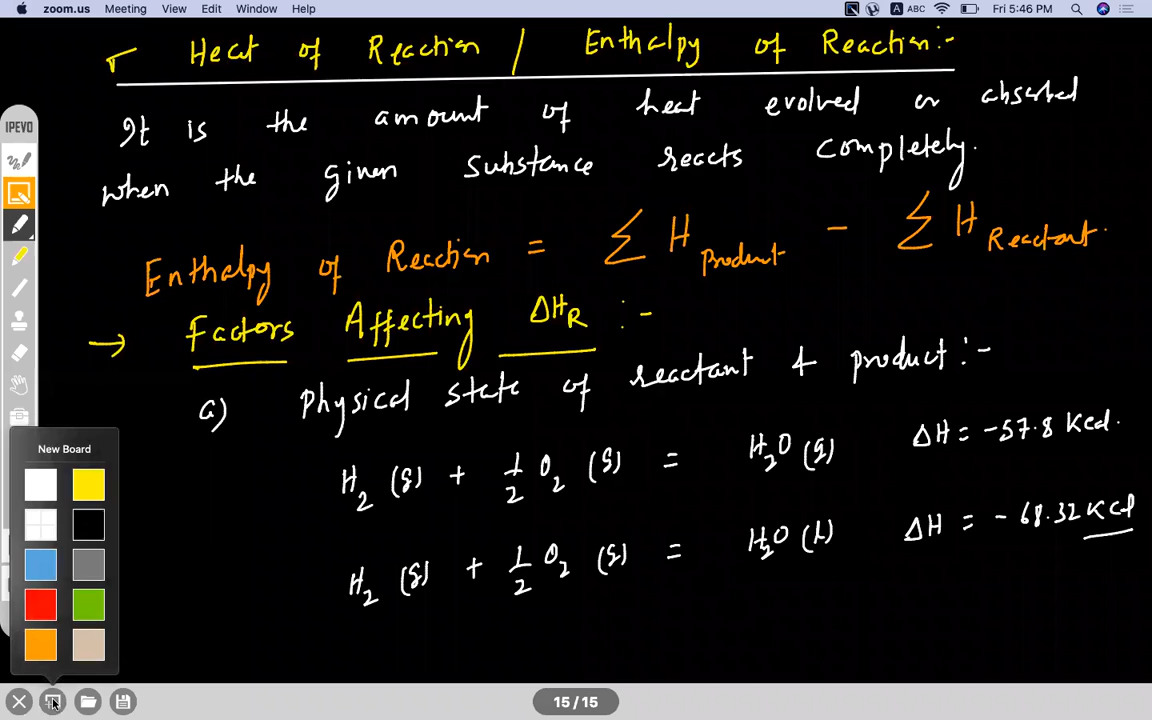 zoom.us Meeting View Edit Window Help
ABC Fri 5:46 PM
Heat of Reaction / Enthalpy of Reaction:-
It is the amount of heat evolved or absorbed
when the given substance reacts completely.
Enthalpy of Reaction = Σ H Product - Σ H Reactant.
→ Factors Affecting ΔH_R :-
a) Physical state of reactant & product :-
H₂ (g) + 1/2 O₂ (g) = H₂O (g) ΔH = -57.8 Kcal.
H₂ (g) + 1/2 O₂ (g) = H₂O (l) ΔH = -68.32 Kcal
IPEVO
New Board
15/15